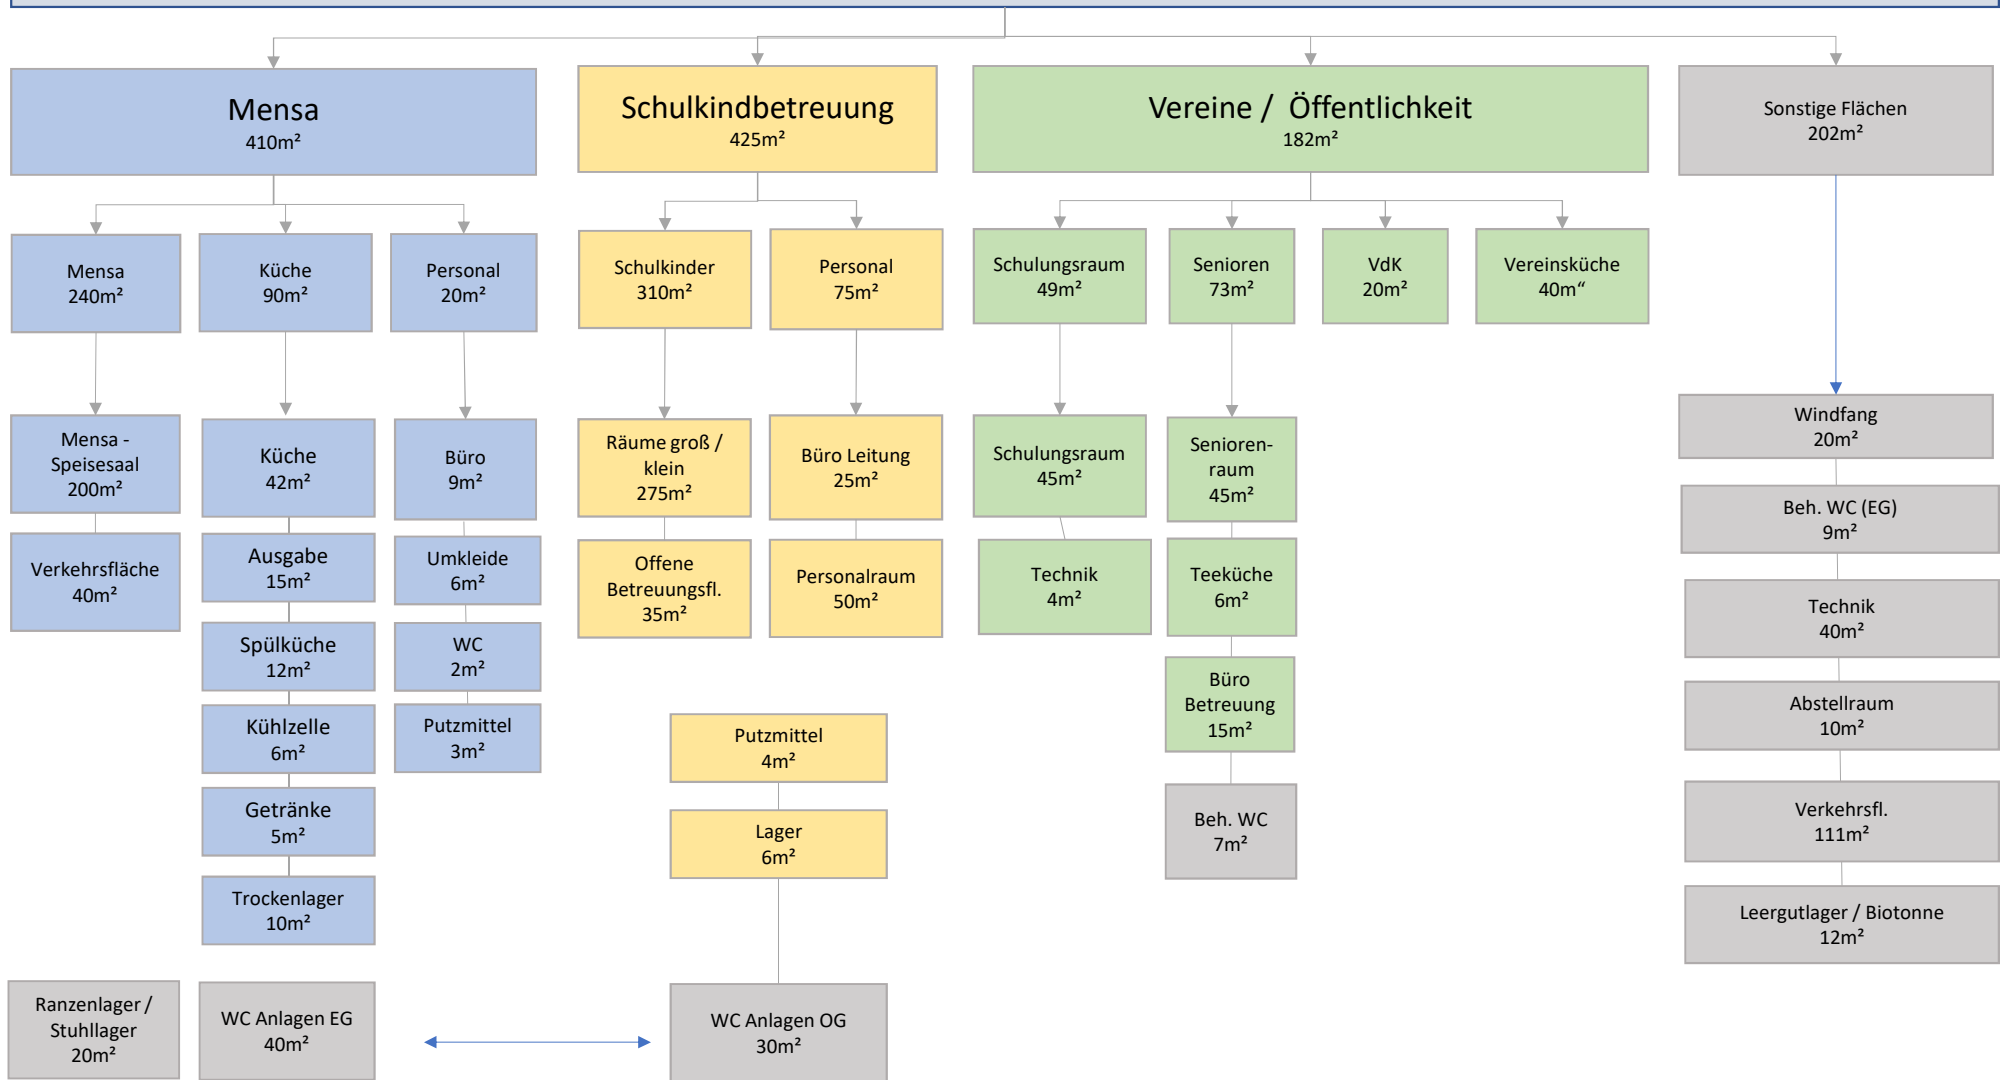 Mensa
410m²
Schulkindbetreuung
425m²
Vereine / Öffentlichkeit
182m²
Sonstige Flächen
202m²
Mensa
240m²
Küche
90m²
Personal
20m²
Schulkinder
310m²
Personal
75m²
Schulungsraum
49m²
Senioren
73m²
VdK
20m²
Vereinsküche
40m“
Mensa -
Speisesaal
200m²
Verkehrsfläche
40m²
Küche
42m²
Ausgabe
15m²
Spülküche
12m²
Kühlzelle
6m²
Getränke
5m²
Trockenlager
10m²
Büro
9m²
Umkleide
6m²
WC
2m²
Putzmittel
3m²
Räume groß /
klein
275m²
Offene
Betreuungsfl.
35m²
Büro Leitung
25m²
Personalraum
50m²
Putzmittel
4m²
Lager
6m²
Schulungsraum
45m²
Technik
4m²
Senioren-
raum
45m²
Teeküche
6m²
Büro
Betreuung
15m²
Beh. WC
7m²
Windfang
20m²
Beh. WC (EG)
9m²
Technik
40m²
Abstellraum
10m²
Verkehrsfl.
111m²
Leergutlager / Biotonne
12m²
Ranzenlager /
Stuhllager
20m²
WC Anlagen EG
40m²
WC Anlagen OG
30m²